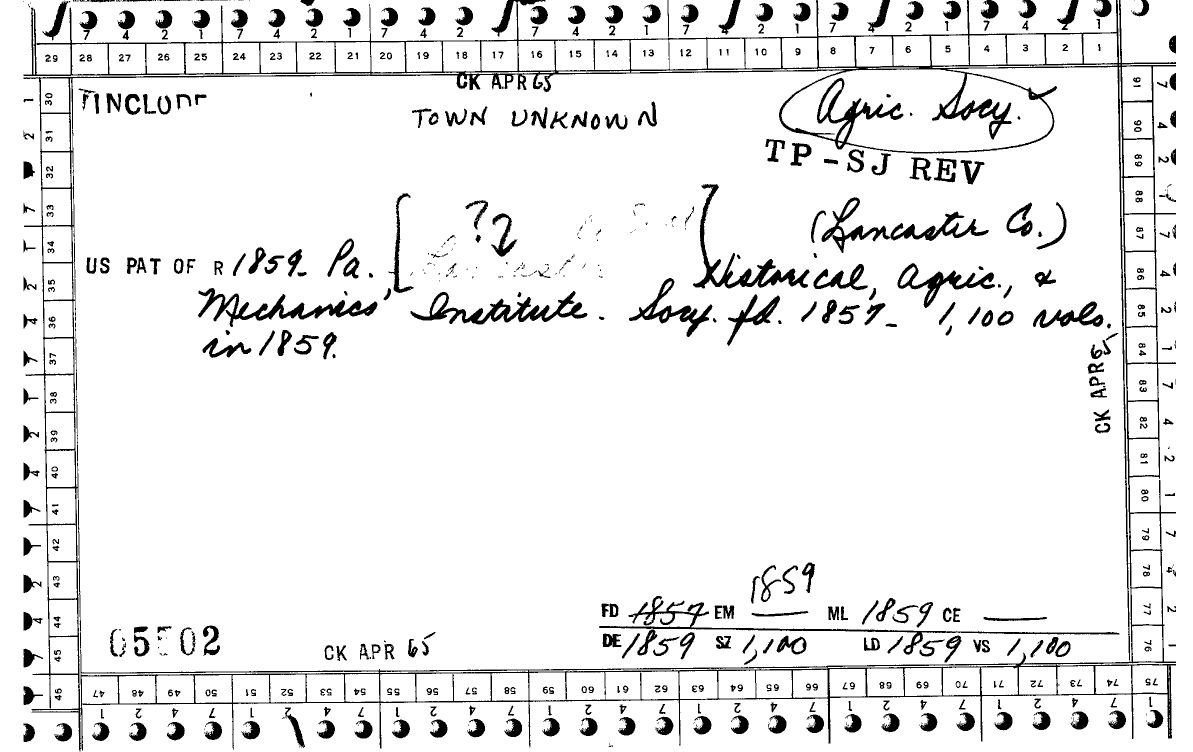 7 4 2 1 7 4 2 1 7 4 2 1 7 4 2 1 7 4 2 1 7 4 2 1 7 4 2 1
29 28 27 26 25 24 23 22 21 20 19 18 17 16 15 14 13 12 11 10 9 8 7 6 5 4 3 2 1
CK APR 65
TOWN UNKNOWN
Agric. Socy. ✓
TP-SJ REV
[ ?? Lancaster ] (Lancaster Co.)
US PAT OF R 1859 Pa. Historical, Agric., &
Mechanics' Institute. Socy. fd. 1857- 1,100 vols.
in 1859.
CK APR 65
1859
FD 1857 EM ___ ML 1859 CE ___
DE 1859 SZ 1,100 LD 1859 VS 1,100
05502
CK APR 65
30 31 32 33 34 35 36 37 38 39 40 41 42 43 44 45 46
91 90 89 88 87 86 85 84 83 82 81 80 79 78 77 76
47 48 49 50 51 52 53 54 55 56 57 58 59 60 61 62 63 64 65 66 67 68 69 70 71 72 73 74 75
1 2 4 7 1 2 4 7 1 2 4 7 1 2 4 7 1 2 4 7 1 2 4 7 1 2 4 7